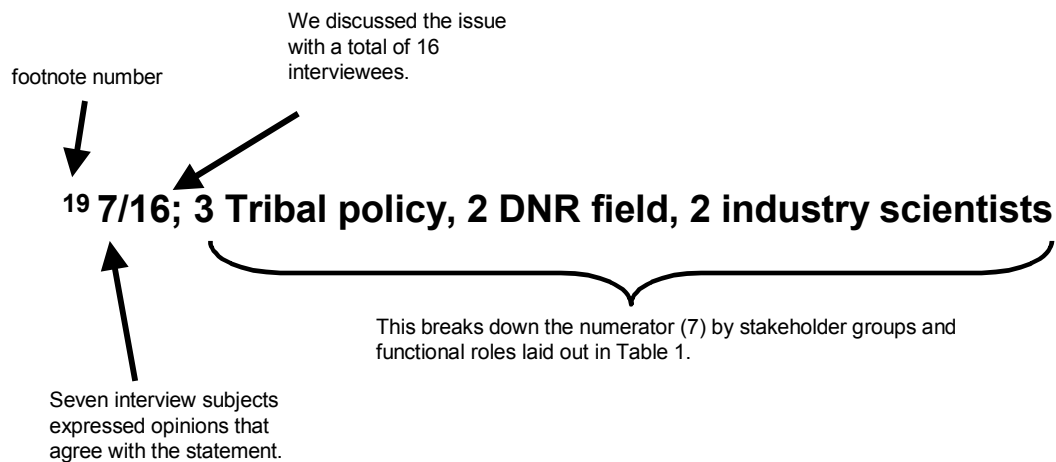 We discussed the issue
with a total of 16
interviewees.
footnote number
19 7/16; 3 Tribal policy, 2 DNR field, 2 industry scientists
This breaks down the numerator (7) by stakeholder groups and
functional roles laid out in Table 1.
Seven interview subjects
expressed opinions that
agree with the statement.